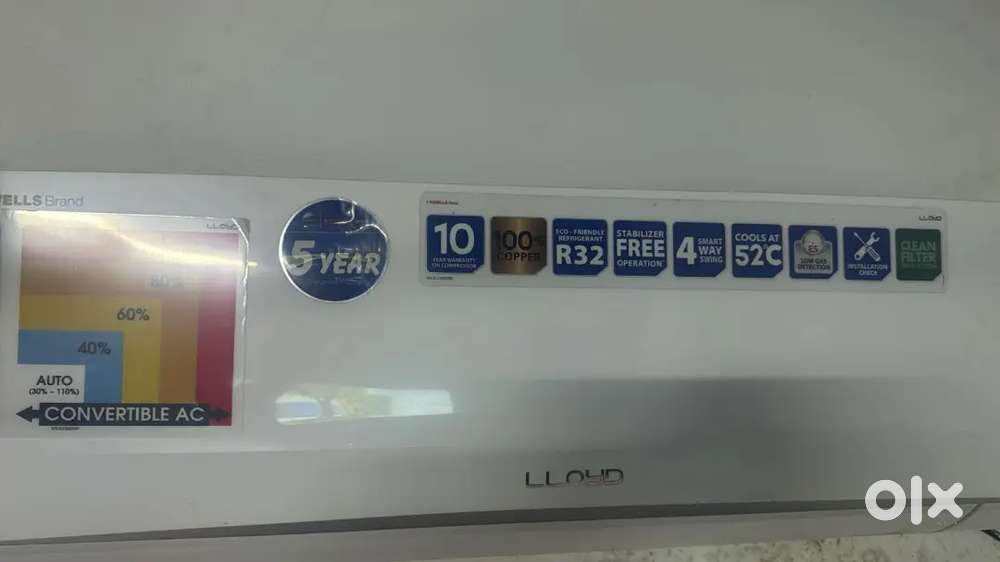 Brand
LLOYD
80%
60%
40%
AUTO
(30% - 110%)
CONVERTIBLE AC
5 YEAR
LLOYD
10
YEAR WARRANTY
ON COMPRESSOR
100%
COPPER
ECO - FRIENDLY
REFRIGERANT
R32
STABILIZER
FREE
OPERATION
4 SMART
WAY
SWING
COOLS AT
52°C
LOW GAS
DETECTION
INSTALLATION
CHECK
CLEAN
FILTER
LLOYD
olx